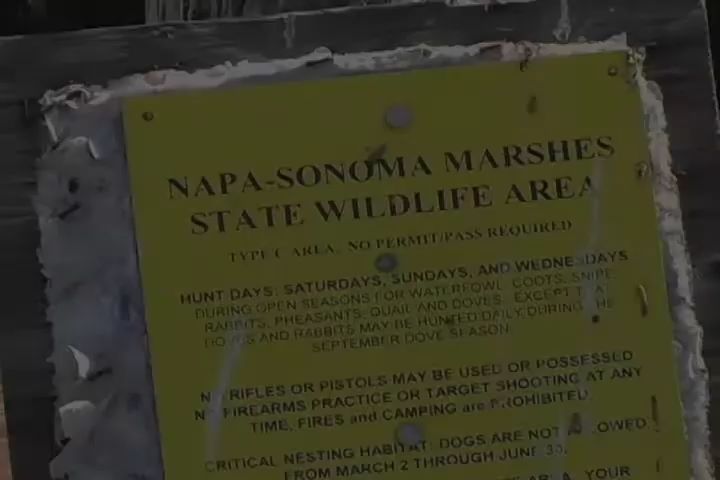 NAPA-SONOMA MARSHES
STATE WILDLIFE AREA
TYPE C AREA, NO PERMIT/PASS REQUIRED
HUNT DAYS: SATURDAYS, SUNDAYS, AND WEDNESDAYS
DURING OPEN SEASONS FOR WATERFOWL, COOTS, SNIPE,
RABBITS, PHEASANTS, QUAIL AND DOVES. EXCEPT THAT
DOVES AND RABBITS MAY BE HUNTED DAILY DURING THE
SEPTEMBER DOVE SEASON.
NO RIFLES OR PISTOLS MAY BE USED OR POSSESSED
NO FIREARMS PRACTICE OR TARGET SHOOTING AT ANY
TIME, FIRES and CAMPING are PROHIBITED.
CRITICAL NESTING HABITAT: DOGS ARE NOT ALLOWED
FROM MARCH 2 THROUGH JUNE 30.
AREA. YOUR